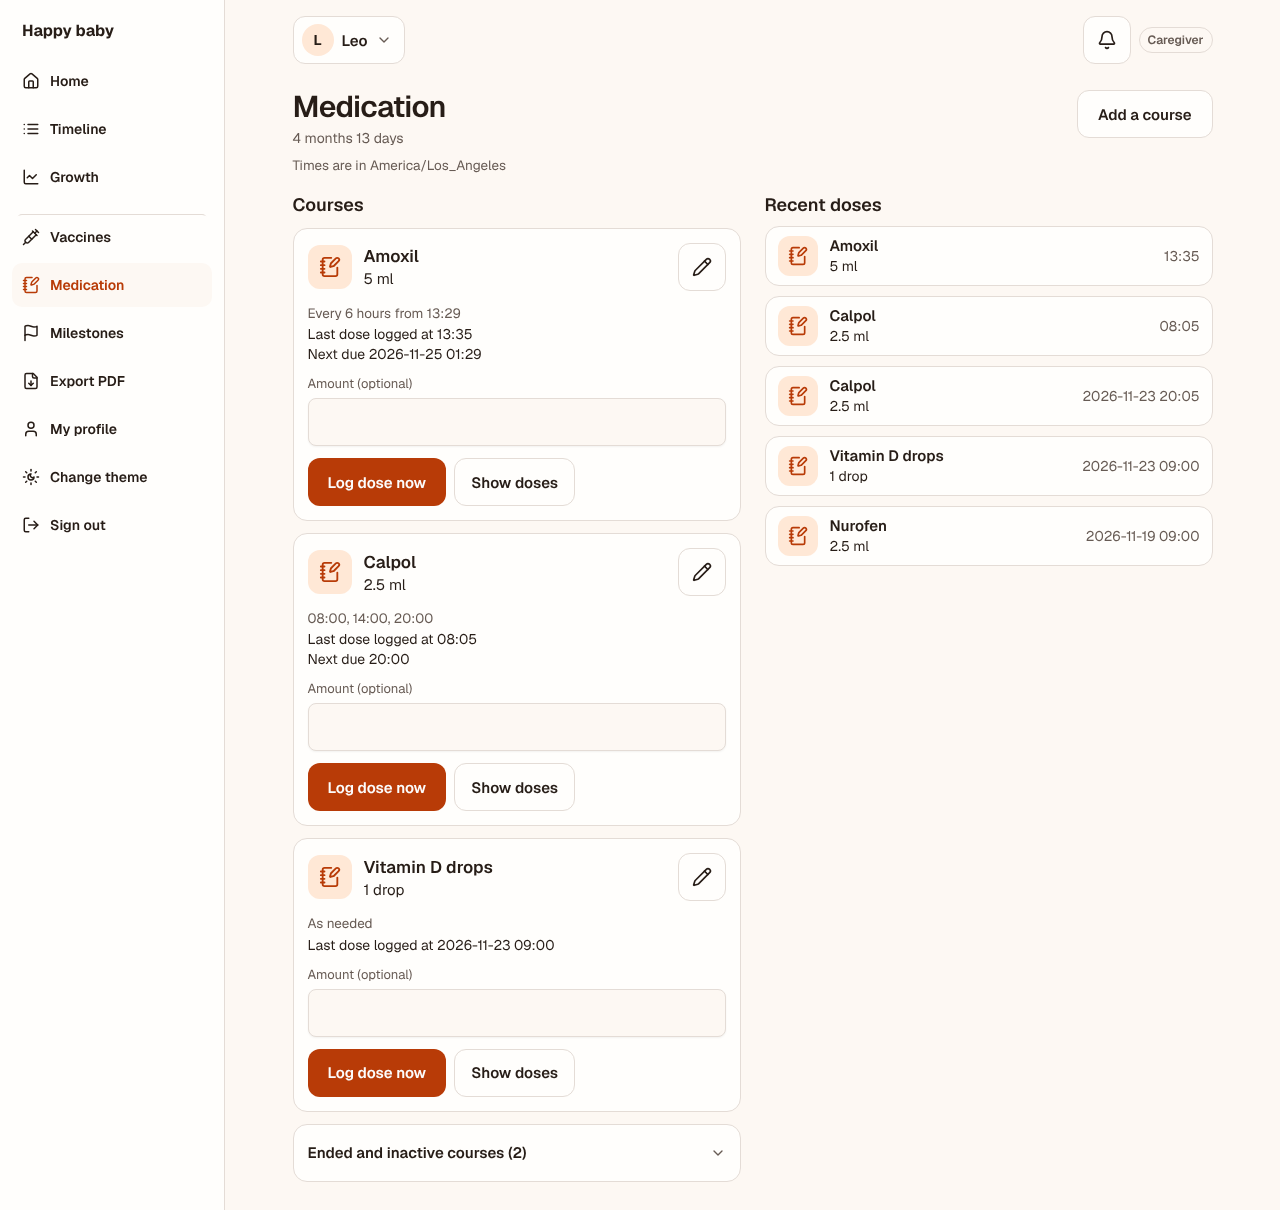 Happy baby
Home
Timeline
Growth
Vaccines
Medication
Milestones
Export PDF
My profile
Change theme
Sign out
L Leo
Caregiver
Medication
4 months 13 days
Times are in America/Los_Angeles
Add a course
Courses
Amoxil
5 ml
Every 6 hours from 13:29
Last dose logged at 13:35
Next due 2026-11-25 01:29
Amount (optional)
Log dose now
Show doses
Calpol
2.5 ml
08:00, 14:00, 20:00
Last dose logged at 08:05
Next due 20:00
Amount (optional)
Log dose now
Show doses
Vitamin D drops
1 drop
As needed
Last dose logged at 2026-11-23 09:00
Amount (optional)
Log dose now
Show doses
Ended and inactive courses (2)
Recent doses
Amoxil
5 ml
13:35
Calpol
2.5 ml
08:05
Calpol
2.5 ml
2026-11-23 20:05
Vitamin D drops
1 drop
2026-11-23 09:00
Nurofen
2.5 ml
2026-11-19 09:00